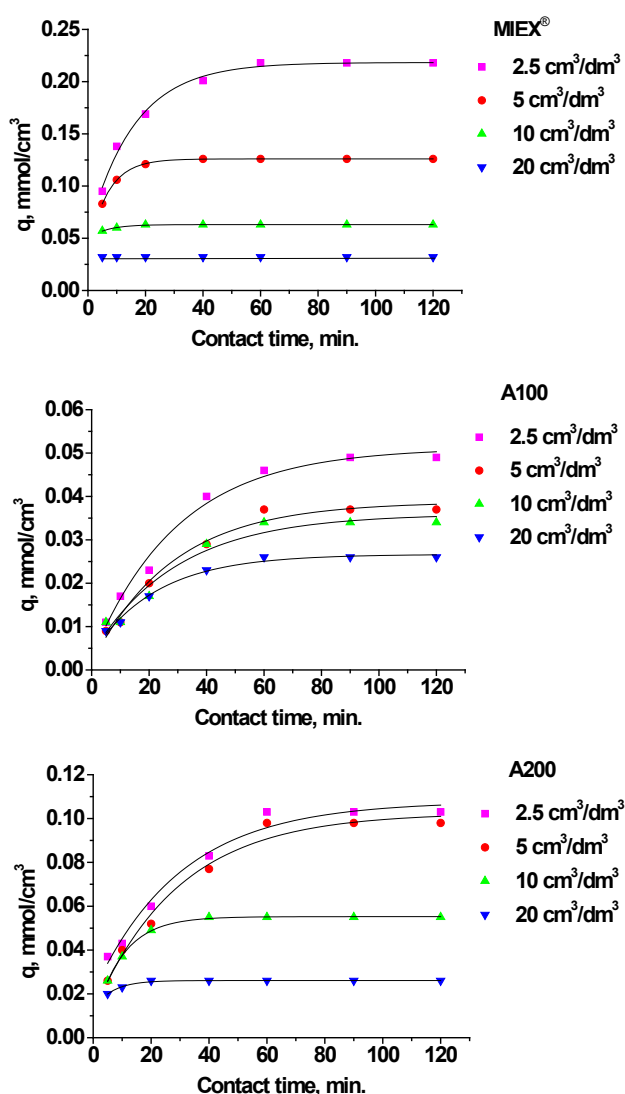 MIEX®
0.25
0.20
0.15
0.10
0.05
0.00
q, mmol/cm³
0 20 40 60 80 100 120
Contact time, min.
2.5 cm³/dm³
5 cm³/dm³
10 cm³/dm³
20 cm³/dm³
A100
0.06
0.05
0.04
0.03
0.02
0.01
0.00
q, mmol/cm³
0 20 40 60 80 100 120
Contact time, min.
2.5 cm³/dm³
5 cm³/dm³
10 cm³/dm³
20 cm³/dm³
A200
0.12
0.10
0.08
0.06
0.04
0.02
0.00
q, mmol/cm³
0 20 40 60 80 100 120
Contact time, min.
2.5 cm³/dm³
5 cm³/dm³
10 cm³/dm³
20 cm³/dm³